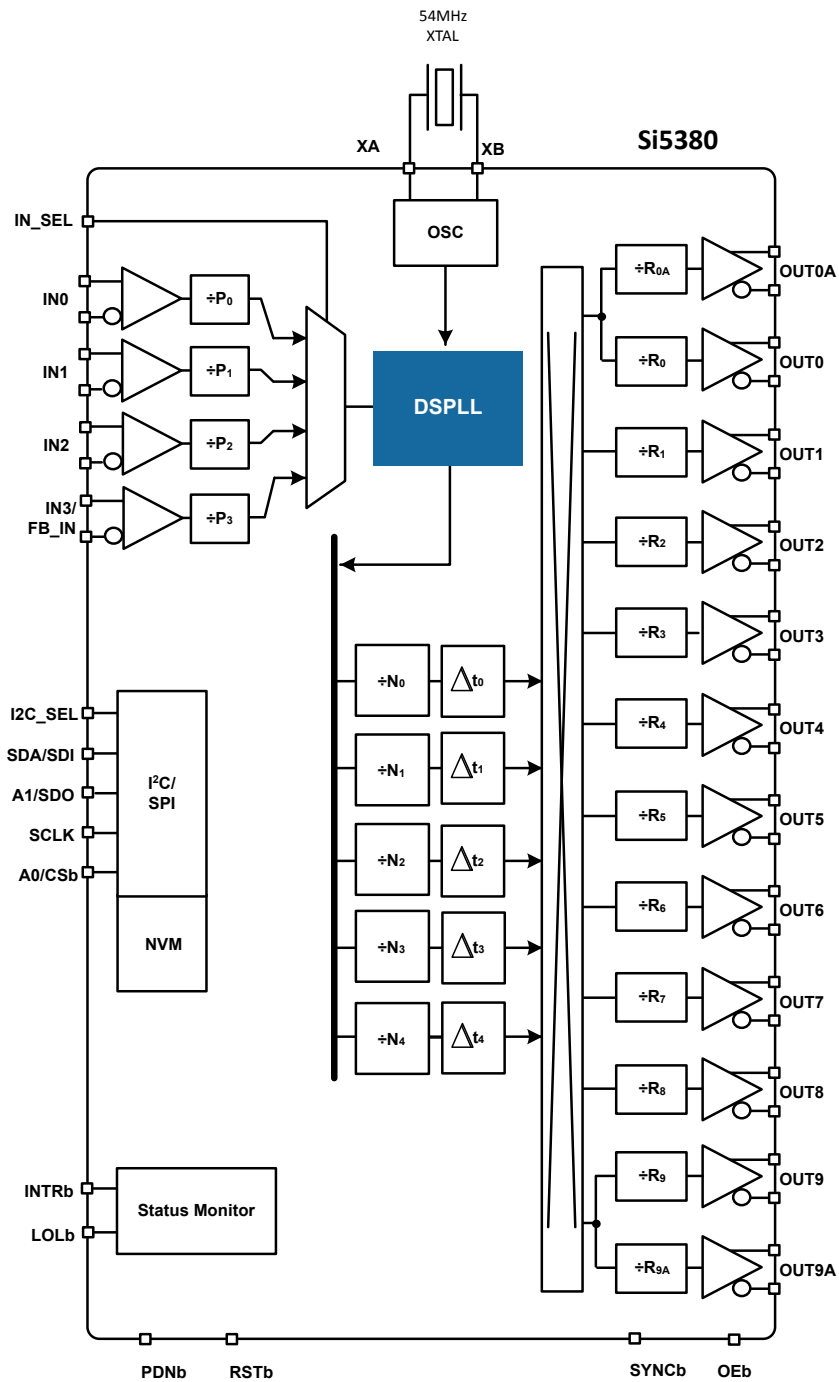 54MHz
XTAL
Si5380
XA
XB
IN_SEL
OSC
IN0
÷P0
IN1
÷P1
IN2
÷P2
IN3/
FB_IN
÷P3
DSPLL
÷R0A
OUT0A
÷R0
OUT0
÷R1
OUT1
÷R2
OUT2
÷R3
OUT3
÷R4
OUT4
÷R5
OUT5
÷R6
OUT6
÷R7
OUT7
÷R8
OUT8
÷R9
OUT9
÷R9A
OUT9A
÷N0
Δt0
÷N1
Δt1
÷N2
Δt2
÷N3
Δt3
÷N4
Δt4
I2C_SEL
SDA/SDI
A1/SDO
SCLK
A0/CSb
I²C/
SPI
NVM
INTRb
LOLb
Status Monitor
PDNb
RSTb
SYNCb
OEb